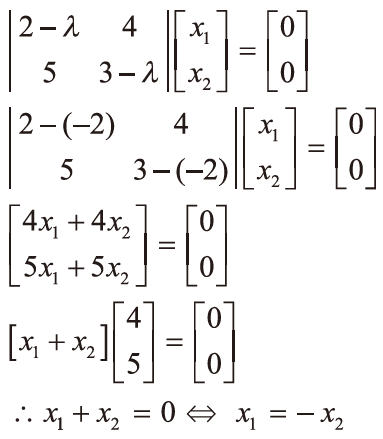 |2 − λ 4| [x₁] = [0]
|5 3 − λ| [x₂] [0]
|2 − (−2) 4| [x₁] = [0]
|5 3 − (−2)| [x₂] [0]
[4x₁ + 4x₂] = [0]
[5x₁ + 5x₂] [0]
[x₁ + x₂] [4] = [0]
[5] [0]
∴ x₁ + x₂ = 0 ⇔ x₁ = − x₂